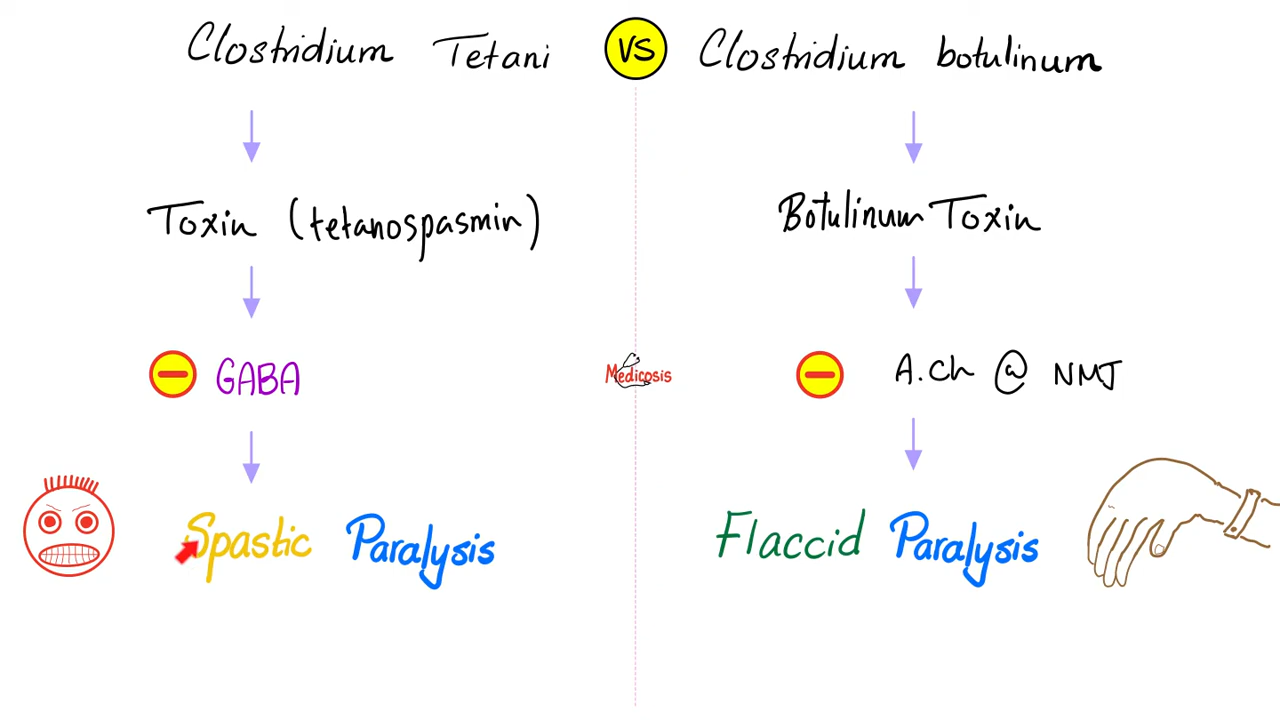 Clostridium Tetani VS Clostridium botulinum
Toxin (tetanospasmin)
Botulinum Toxin
GABA
Medicosis
A.Ch @ NMJ
Spastic Paralysis
Flaccid Paralysis